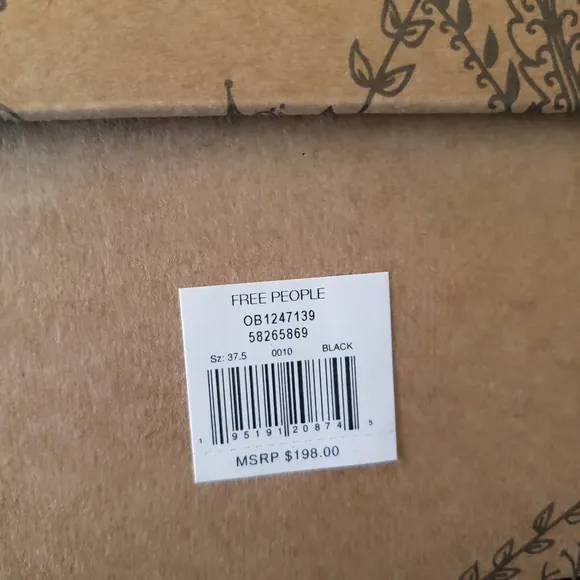 FREE PEOPLE
OB1247139
58265869
Sz: 37.5 0010 BLACK
1 95191 20874 5
MSRP $198.00